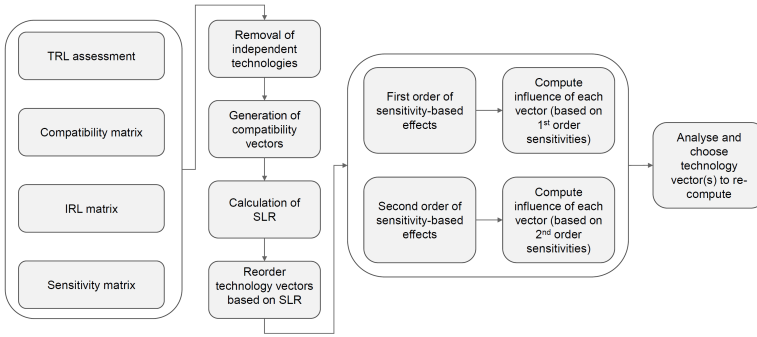 TRL assessment
Compatibility matrix
IRL matrix
Sensitivity matrix
Removal of
independent
technologies
Generation of
compatibility
vectors
Calculation of
SLR
Reorder
technology vectors
based on SLR
First order of
sensitivity-based
effects
Compute
influence of each
vector (based on
1st order
sensitivities)
Second order of
sensitivity-based
effects
Compute
influence of each
vector (based on
2nd order
sensitivities)
Analyse and
choose
technology
vector(s) to re-
compute